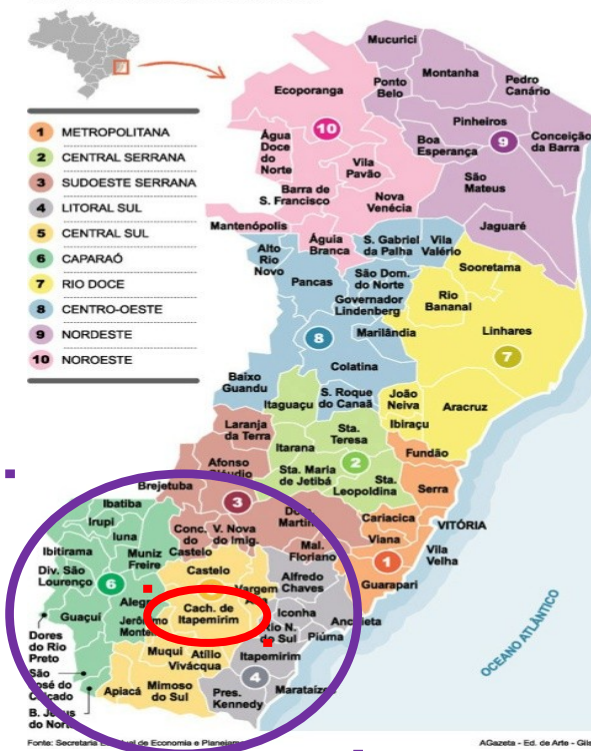 1 METROPOLITANA
2 CENTRAL SERRANA
3 SUDOESTE SERRANA
4 LITORAL SUL
5 CENTRAL SUL
6 CAPARAÓ
7 RIO DOCE
8 CENTRO-OESTE
9 NORDESTE
10 NOROESTE
Mucurici
Montanha
Ponto
Belo
Pedro
Canário
Ecoporanga
Pinheiros
10
9
Água
Doce
do
Norte
Vila
Pavão
Boa
Esperança
Conceição
da Barra
Barra de
S. Francisco
Nova
Venécia
São
Mateus
Mantenópolis
Águia
Branca
Jaguaré
Alto
Rio
Novo
S. Gabriel
da Palha
Vila
Valério
Pancas
São Dom.
do Norte
Sooretama
Governador
Lindenberg
Rio
Bananal
8
Marilândia
Linhares
7
Colatina
Baixo
Guandu
S. Roque
do Canaã
João
Neiva
Aracruz
Itaguaçu
Ibiraçu
Laranja
da Terra
Itarana
Sta.
Teresa
Fundão
2
Afonso
Sta. Maria
de Jetibá
Sta.
Leopoldina
Serra
Brejetuba
3
Cariacica
VITÓRIA
Ibatiba
Viana
Vila
Velha
Irupi
Iuna
Conc.
do
Castelo
V. Nova
do Imig.
Mal.
Floriano
1
Guarapari
Ibitirama
Muniz
Freire
Castelo
Alfredo
Chaves
Div. São
Lourenço
6
Vargem
Guaçuí
Cach. de
Itapemirim
Iconha
Dores
do Rio
Preto
do Sul
Piúma
Muqui
Atílio
Vivácqua
Itapemirim
São
José do
4
Marataízes
Apiacá
Mimoso
do Sul
Pres.
Kennedy
OCEANO ATLÂNTICO
AGazeta - Ed. de Arte -